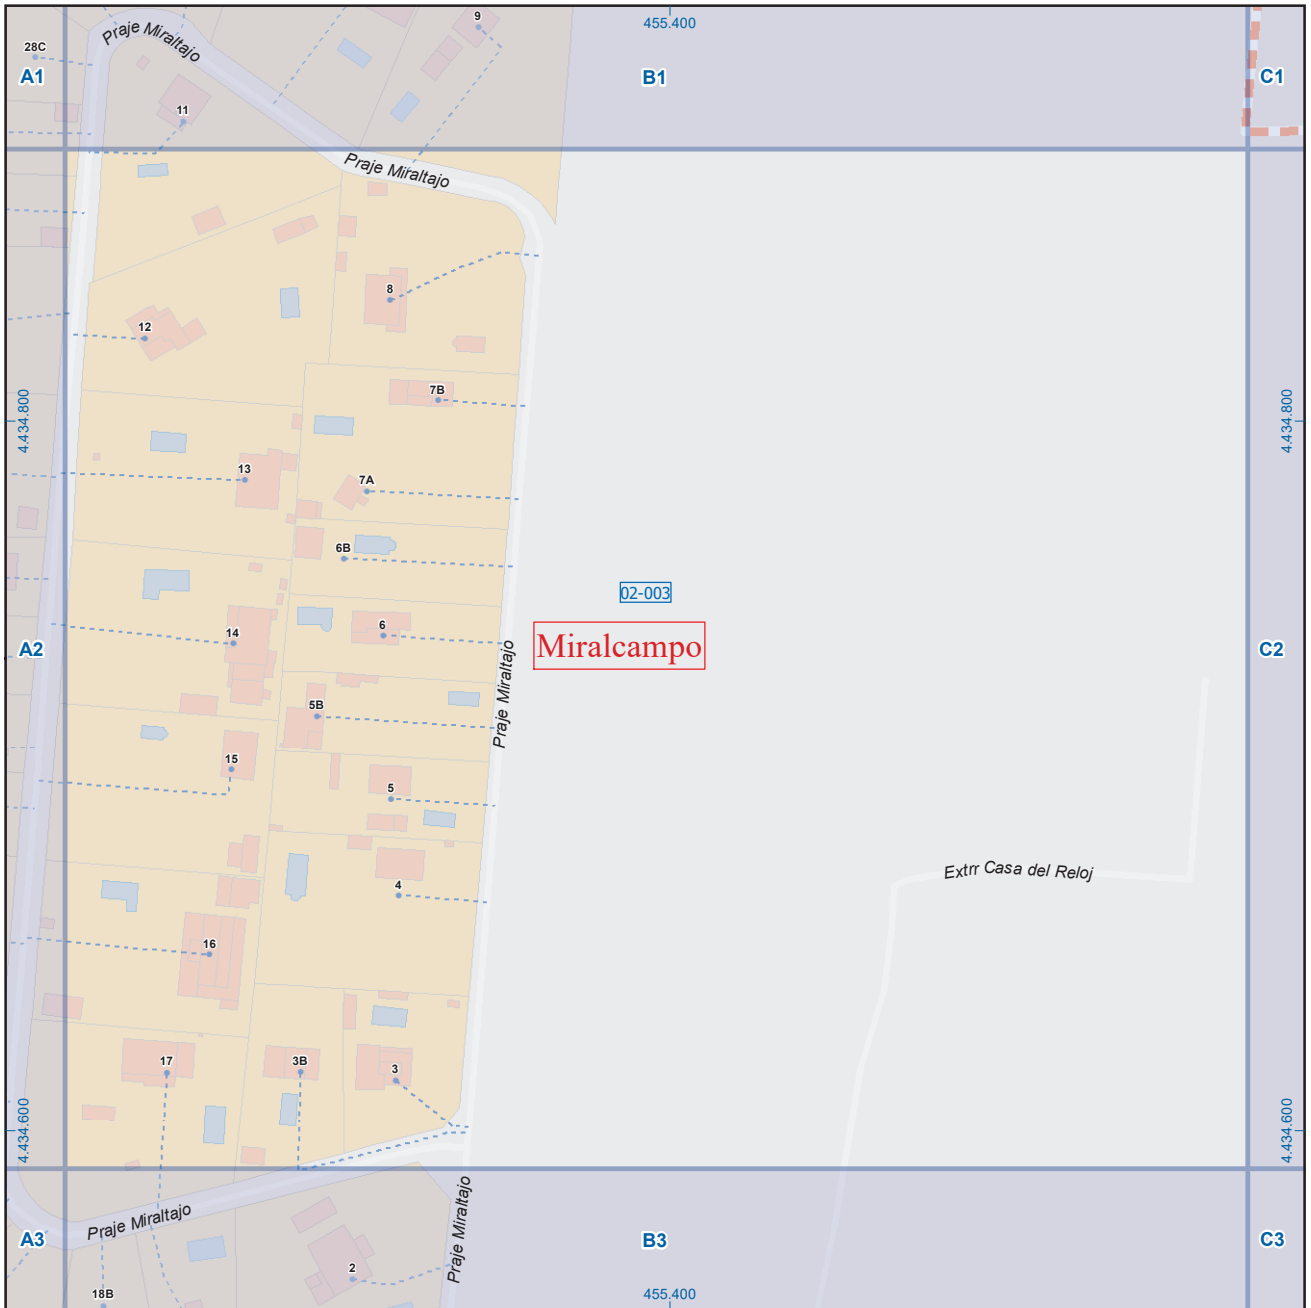 9
455.400
28C
Praje Miraltajo
A1
B1
C1
11
Praje Miraltajo
8
12
7B
4.434.800
4.434.800
13
7A
6B
02-003
14
6
Miralcampo
A2
C2
Praje Miraltajo
5B
15
5
Extrr Casa del Reloj
4
16
17
3B
3
4.434.600
4.434.600
Praje Miraltajo
Praje Miraltajo
A3
B3
C3
2
18B
455.400